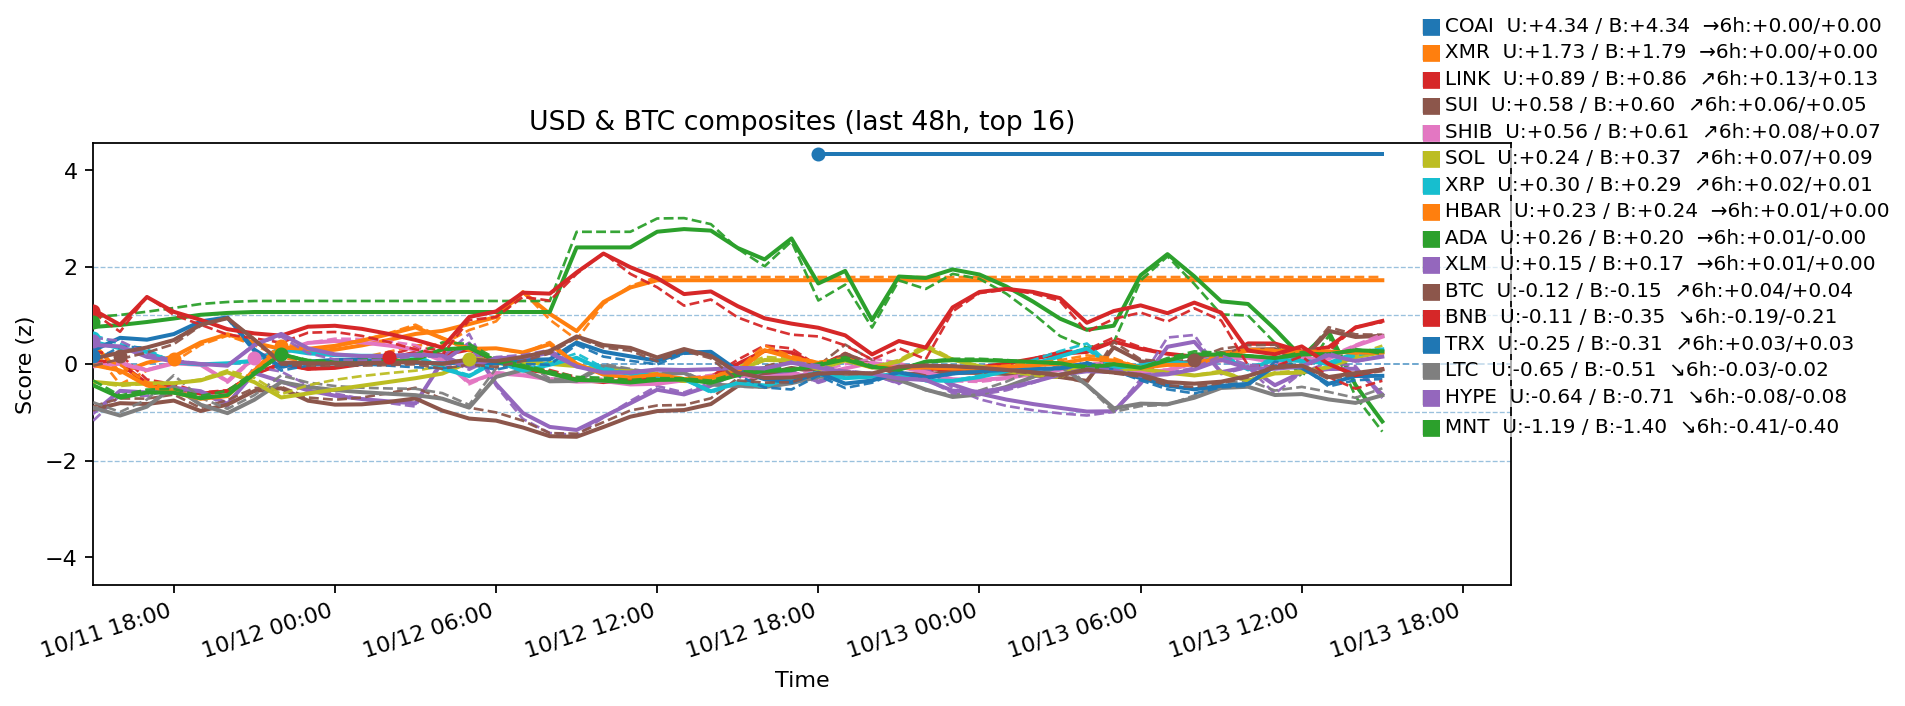 COAI U:+4.34 / B:+4.34 →6h:+0.00/+0.00
XMR U:+1.73 / B:+1.79 →6h:+0.00/+0.00
LINK U:+0.89 / B:+0.86 ↗6h:+0.13/+0.13
SUI U:+0.58 / B:+0.60 ↗6h:+0.06/+0.05
SHIB U:+0.56 / B:+0.61 ↗6h:+0.08/+0.07
SOL U:+0.24 / B:+0.37 ↗6h:+0.07/+0.09
XRP U:+0.30 / B:+0.29 ↗6h:+0.02/+0.01
HBAR U:+0.23 / B:+0.24 →6h:+0.01/+0.00
ADA U:+0.26 / B:+0.20 →6h:+0.01/-0.00
XLM U:+0.15 / B:+0.17 →6h:+0.01/+0.00
BTC U:-0.12 / B:-0.15 ↗6h:+0.04/+0.04
BNB U:-0.11 / B:-0.35 ↘6h:-0.19/-0.21
TRX U:-0.25 / B:-0.31 ↗6h:+0.03/+0.03
LTC U:-0.65 / B:-0.51 ↘6h:-0.03/-0.02
HYPE U:-0.64 / B:-0.71 ↘6h:-0.08/-0.08
MNT U:-1.19 / B:-1.40 ↘6h:-0.41/-0.40
USD & BTC composites (last 48h, top 16)
Score (z)
4
2
0
−2
−4
10/11 18:00
10/12 00:00
10/12 06:00
10/12 12:00
10/12 18:00
10/13 00:00
10/13 06:00
10/13 12:00
10/13 18:00
Time